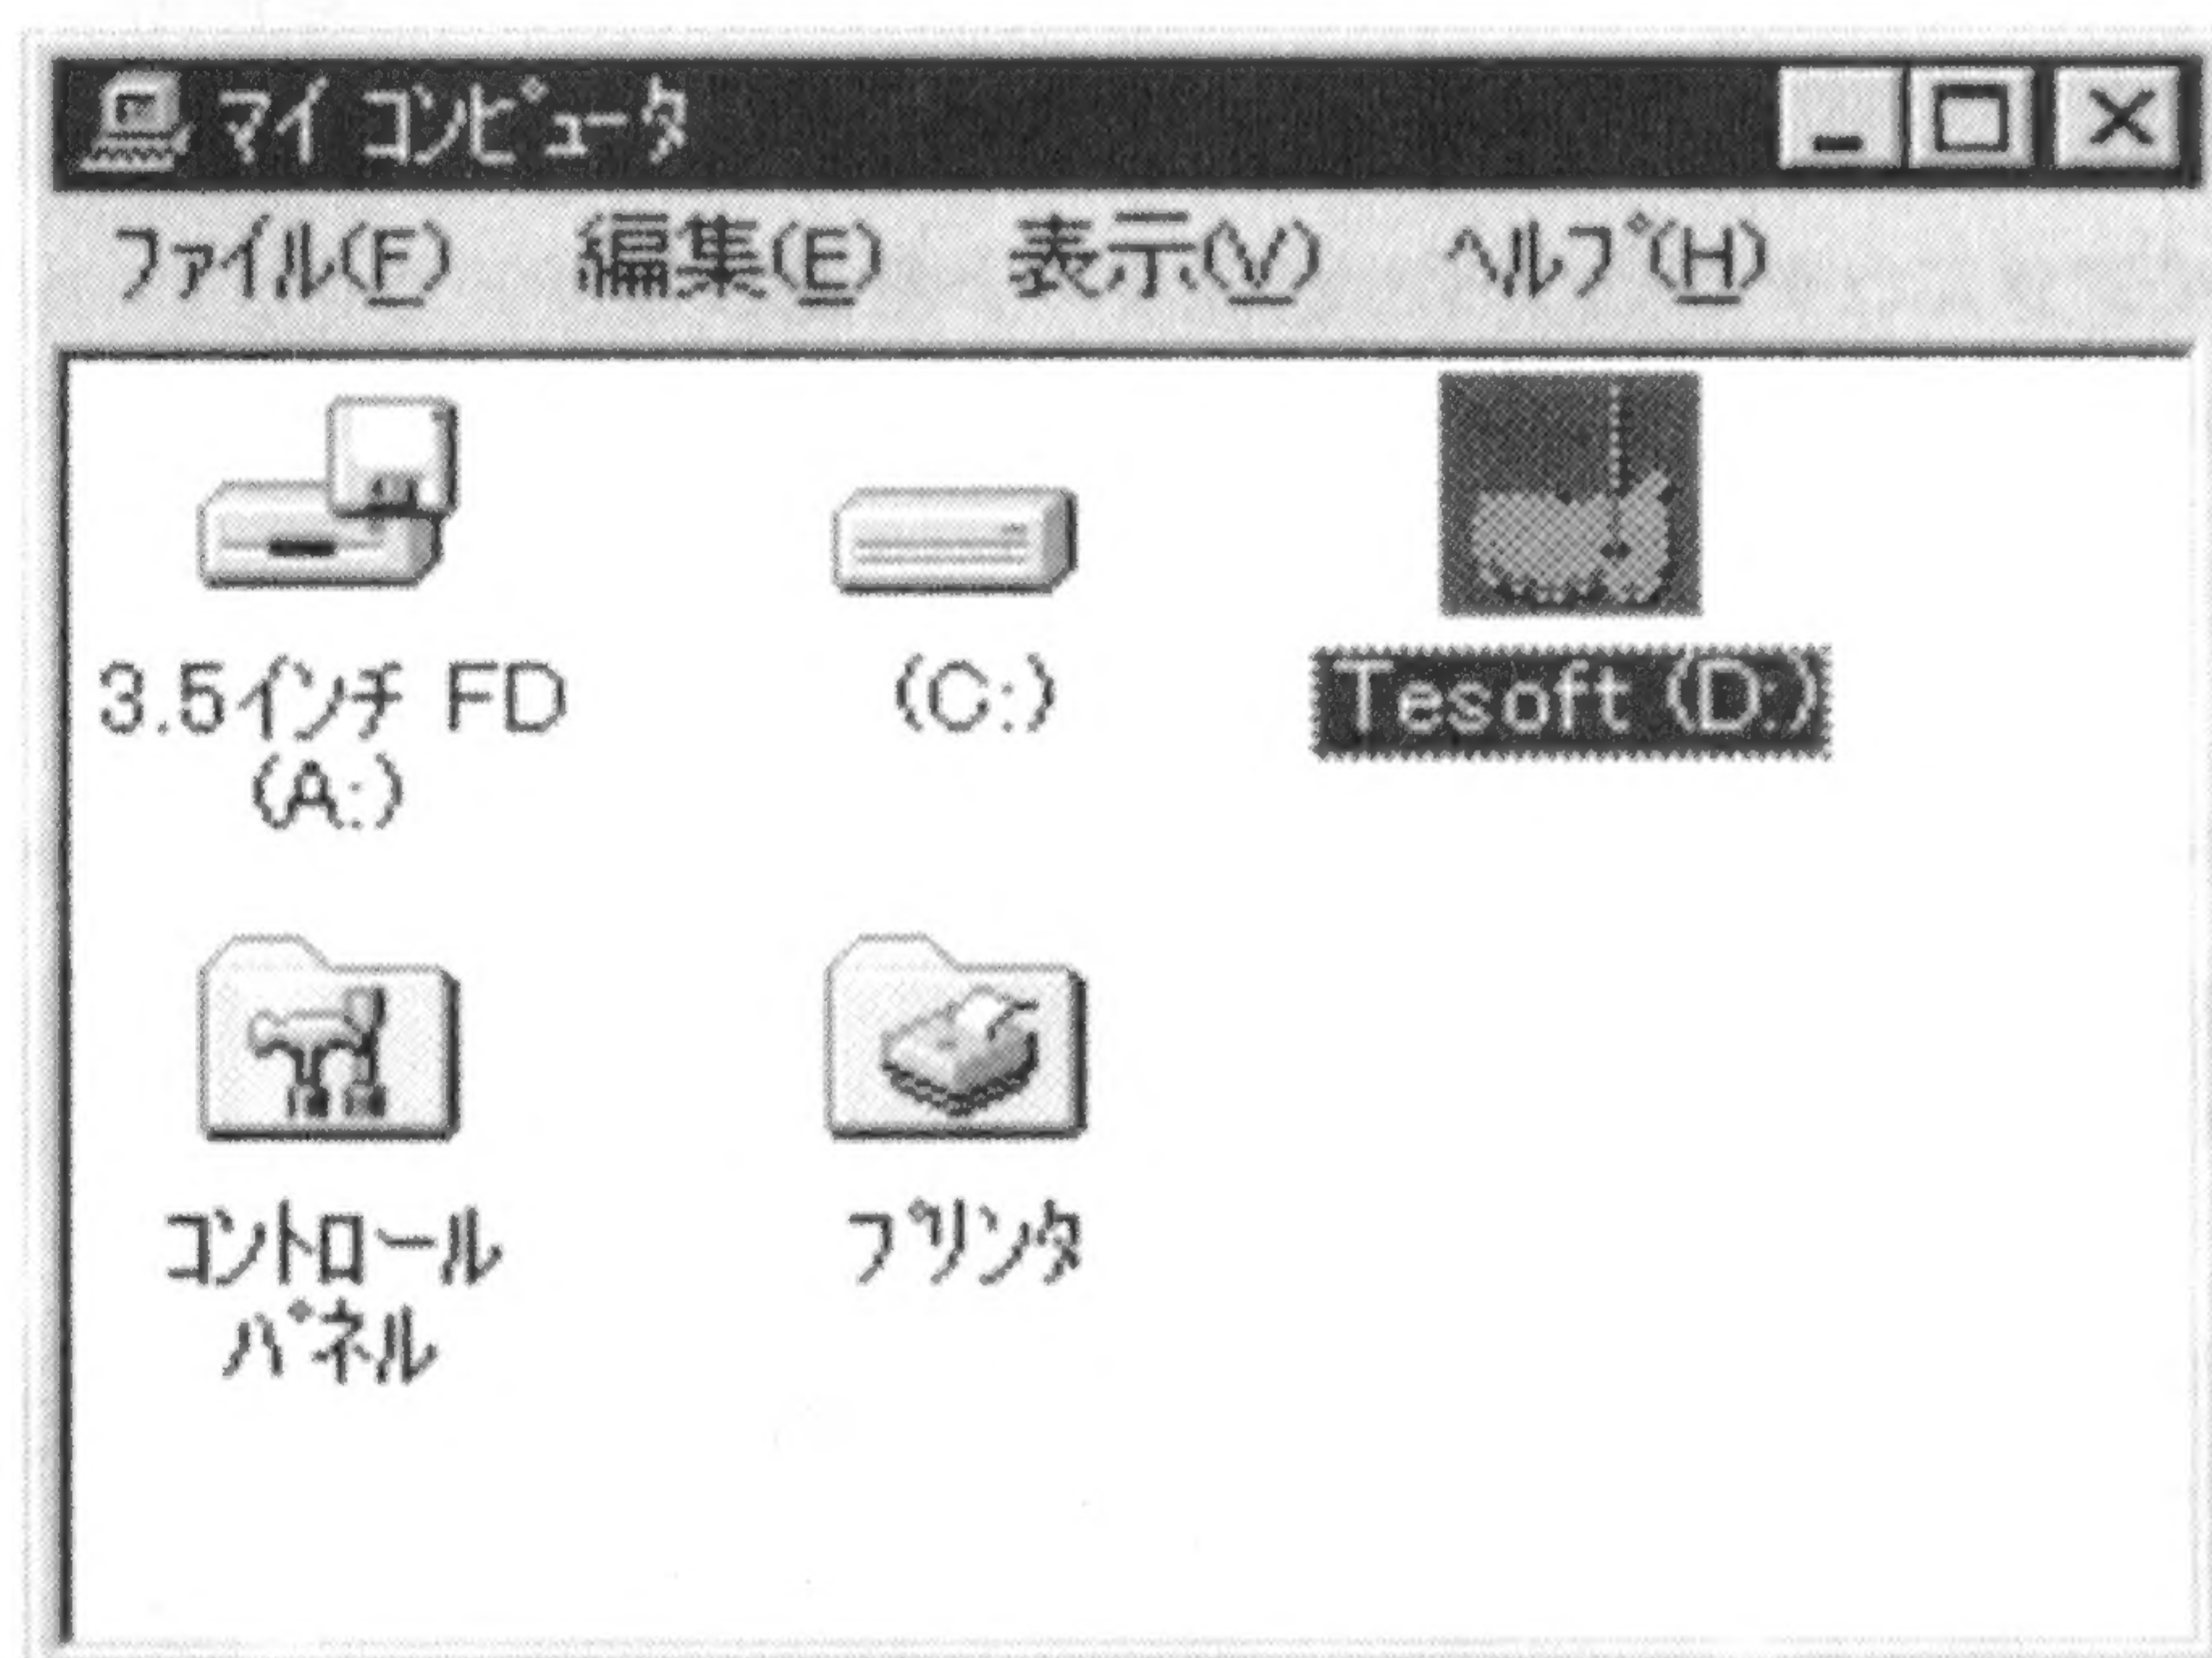 ﾏｲ ｺﾝﾋﾟｭｰﾀ
ﾌｧｲﾙ(F) 編集(E) 表示(V) ﾍﾙﾌﾟ(H)
3.5ｲﾝﾁ FD
(A:)
(C:)
Tesoft (D:)
ｺﾝﾄﾛｰﾙ
ﾊﾟﾈﾙ
ﾌﾟﾘﾝﾀ